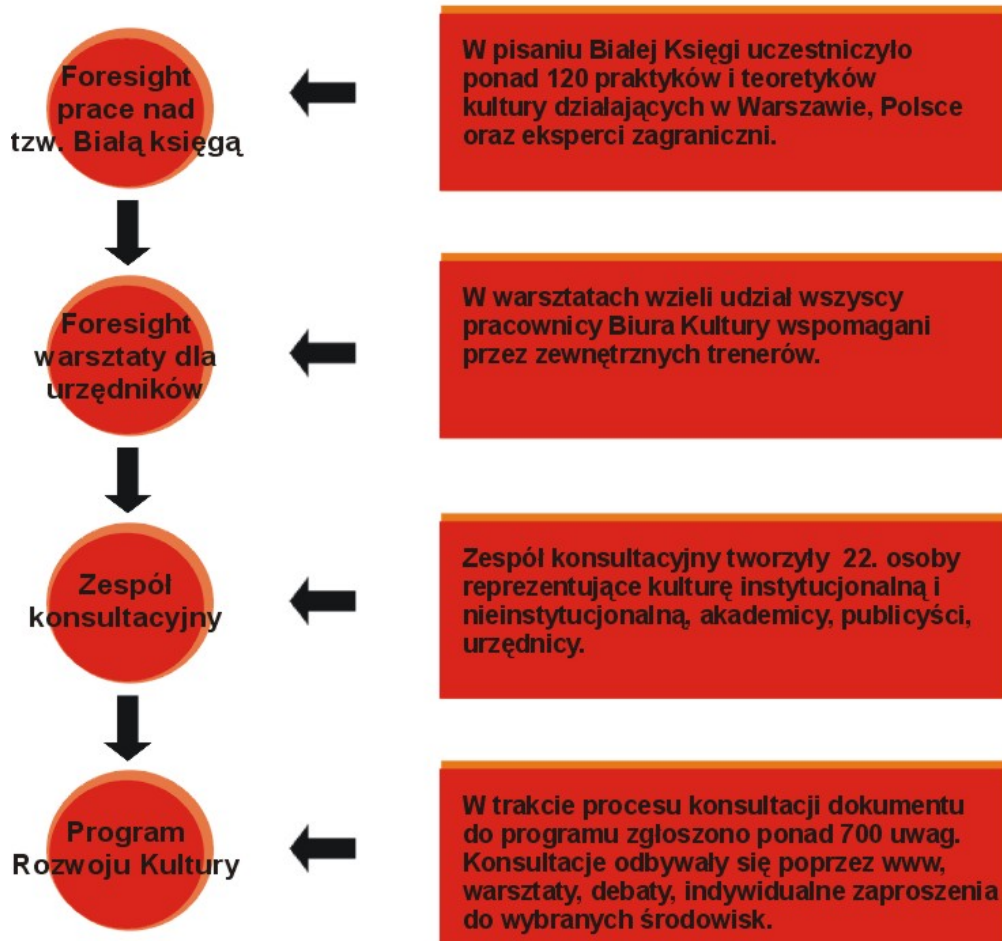 Foresight
prace nad
tzw. Białą księgą
W pisaniu Białej Księgi uczestniczyło
ponad 120 praktyków i teoretyków
kultury działających w Warszawie, Polsce
oraz eksperci zagraniczni.
Foresight
warsztaty dla
urzędników
W warsztatach wzieli udział wszyscy
pracownicy Biura Kultury wspomagani
przez zewnętrznych trenerów.
Zespół
konsultacyjny
Zespół konsultacyjny tworzyły 22. osoby
reprezentujące kulturę instytucjonalną i
nieinstytucjonalną, akademicy, publicyści,
urzędnicy.
Program
Rozwoju Kultury
W trakcie procesu konsultacji dokumentu
do programu zgłoszono ponad 700 uwag.
Konsultacje odbywały się poprzez www,
warsztaty, debaty, indywidualne zaproszenia
do wybranych środowisk.